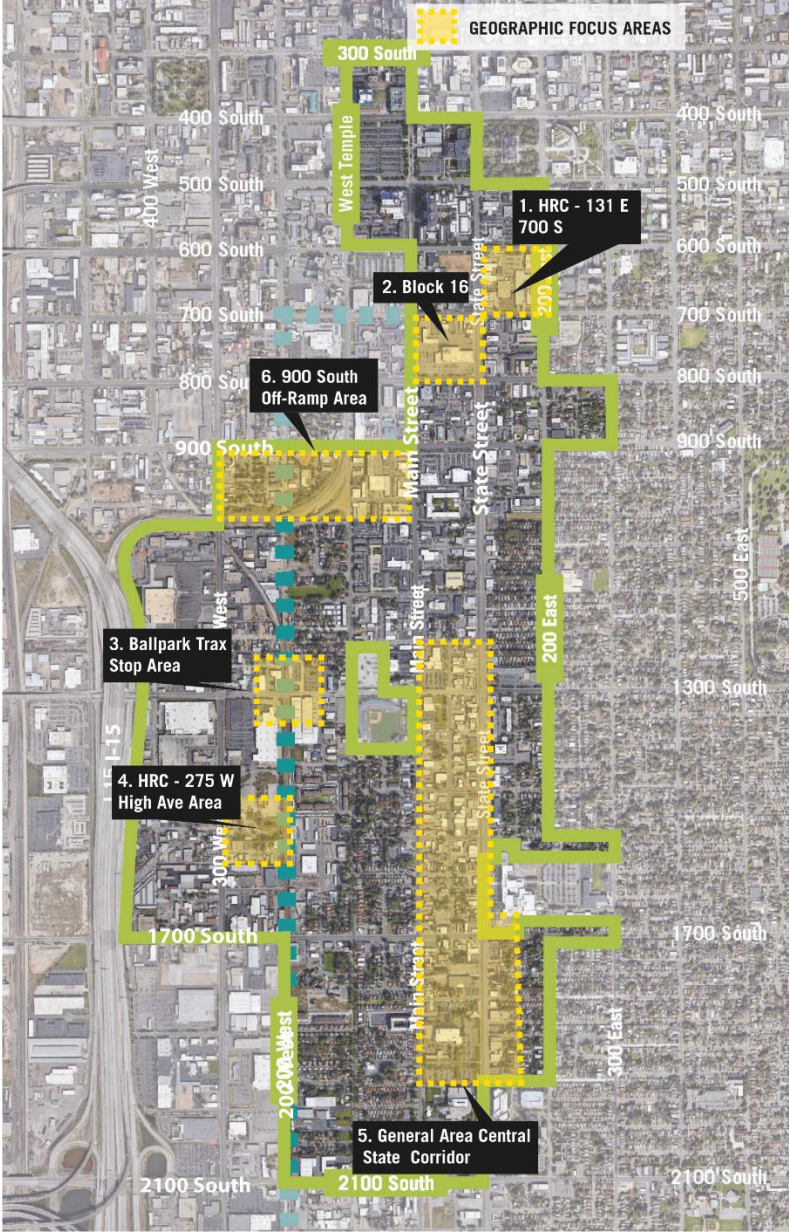 GEOGRAPHIC FOCUS AREAS
300 South
400 South
400 South
West Temple
400 West
500 South
500 South
1. HRC - 131 E
700 S
600 South
600 South
State Street
200 East
2. Block 16
700 South
700 South
800 Sou
800 South
6. 900 South
Off-Ramp Area
Main Street
State Street
900 South
900 South
500 East
West
200 East
Main Street
3. Ballpark Trax
Stop Area
1300 South
I-15
I-15
State Street
4. HRC - 275 W
High Ave Area
300 We
1700 South
1700 South
Main Street
200 West
200 West
300 East
5. General Area Central
State Corridor
2100 South
2100 South
2100 South